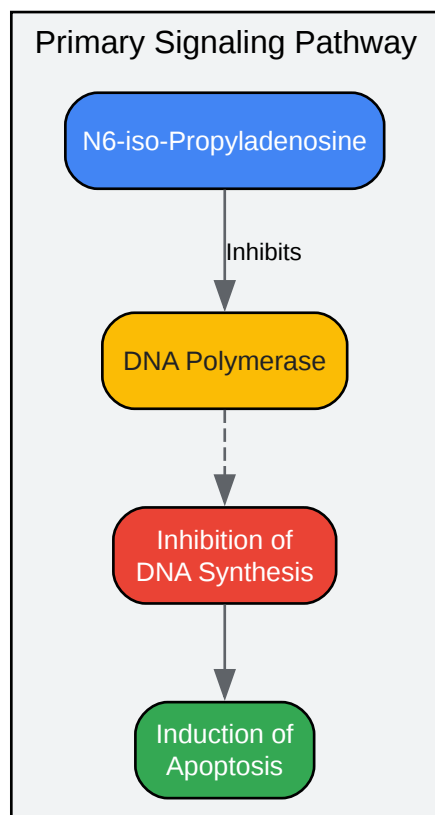 Primary Signaling Pathway
N6-iso-Propyladenosine
Inhibits
DNA Polymerase
Inhibition of
DNA Synthesis
Induction of
Apoptosis